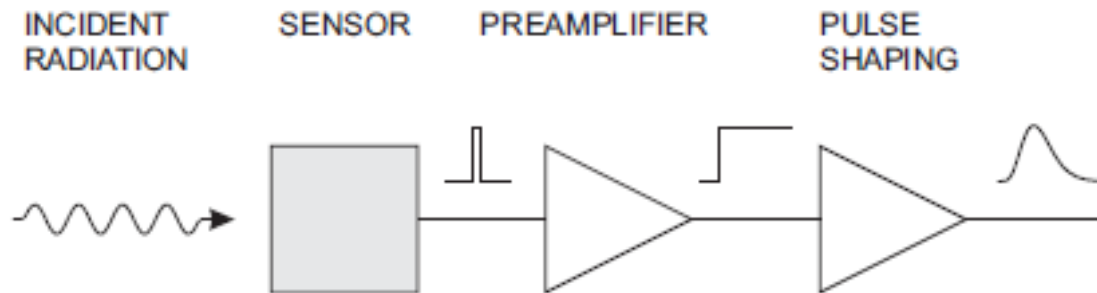 INCIDENT
RADIATION
SENSOR
PREAMPLIFIER
PULSE
SHAPING